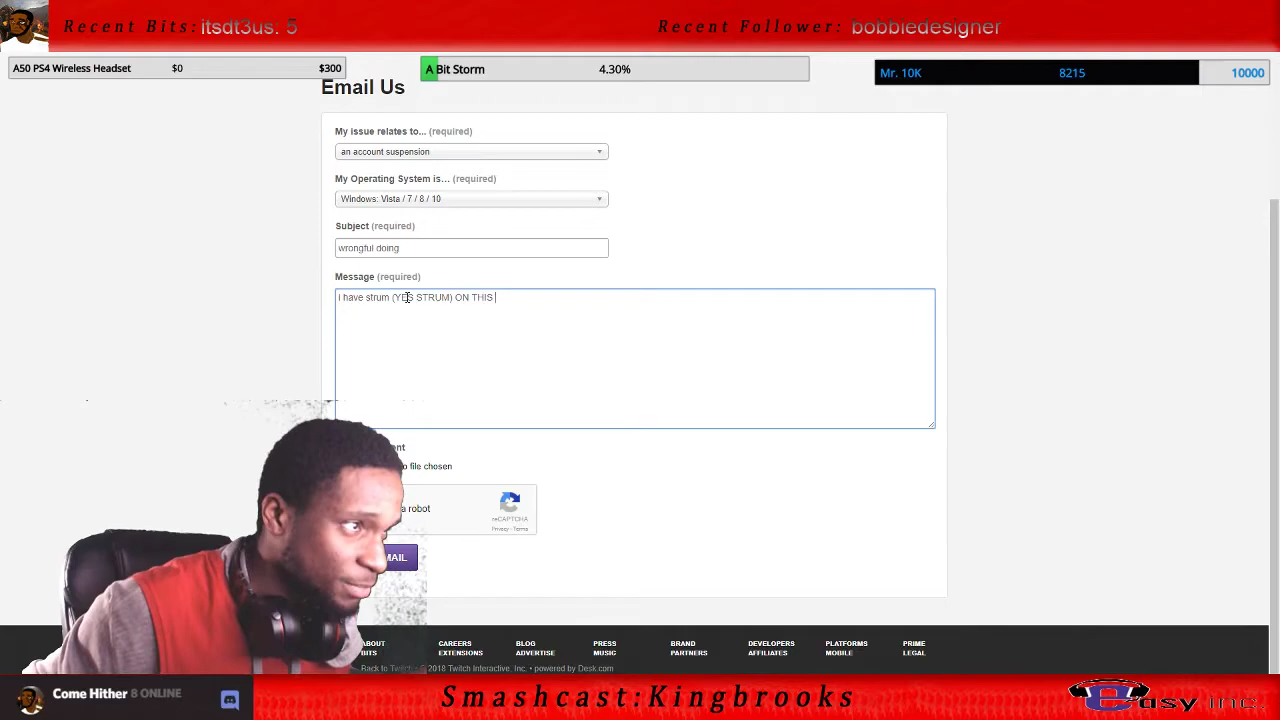 Recent Bits: itsdt3us: 5
Recent Follower: bobbiedesigner
A50 PS4 Wireless Headset $0 $300
A Bit Storm 4.30%
Mr. 10K 8215 10000
Email Us
My issue relates to... (required)
an account suspension
My Operating System is... (required)
Windows: Vista / 7 / 8 / 10
Subject (required)
wrongful doing
Message (required)
i have strum (YES STRUM) ON THIS
file chosen
a robot
reCAPTCHA
Privacy - Terms
ABOUT CAREERS BLOG PRESS BRAND DEVELOPERS PLATFORMS PRIME
BITS EXTENSIONS ADVERTISE MUSIC PARTNERS AFFILIATES MOBILE LEGAL
Back to Twitch © 2018 Twitch Interactive, Inc. • powered by Desk.com
Come Hither 8 ONLINE
Smashcast:Kingbrooks
easy inc.